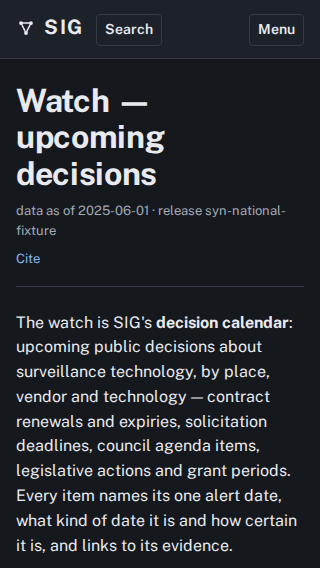 SIG
Search
Menu
Watch —
upcoming
decisions
data as of 2025-06-01 · release syn-national-
fixture
Cite
The watch is SIG's decision calendar:
upcoming public decisions about
surveillance technology, by place,
vendor and technology — contract
renewals and expiries, solicitation
deadlines, council agenda items,
legislative actions and grant periods.
Every item names its one alert date,
what kind of date it is and how certain
it is, and links to its evidence.